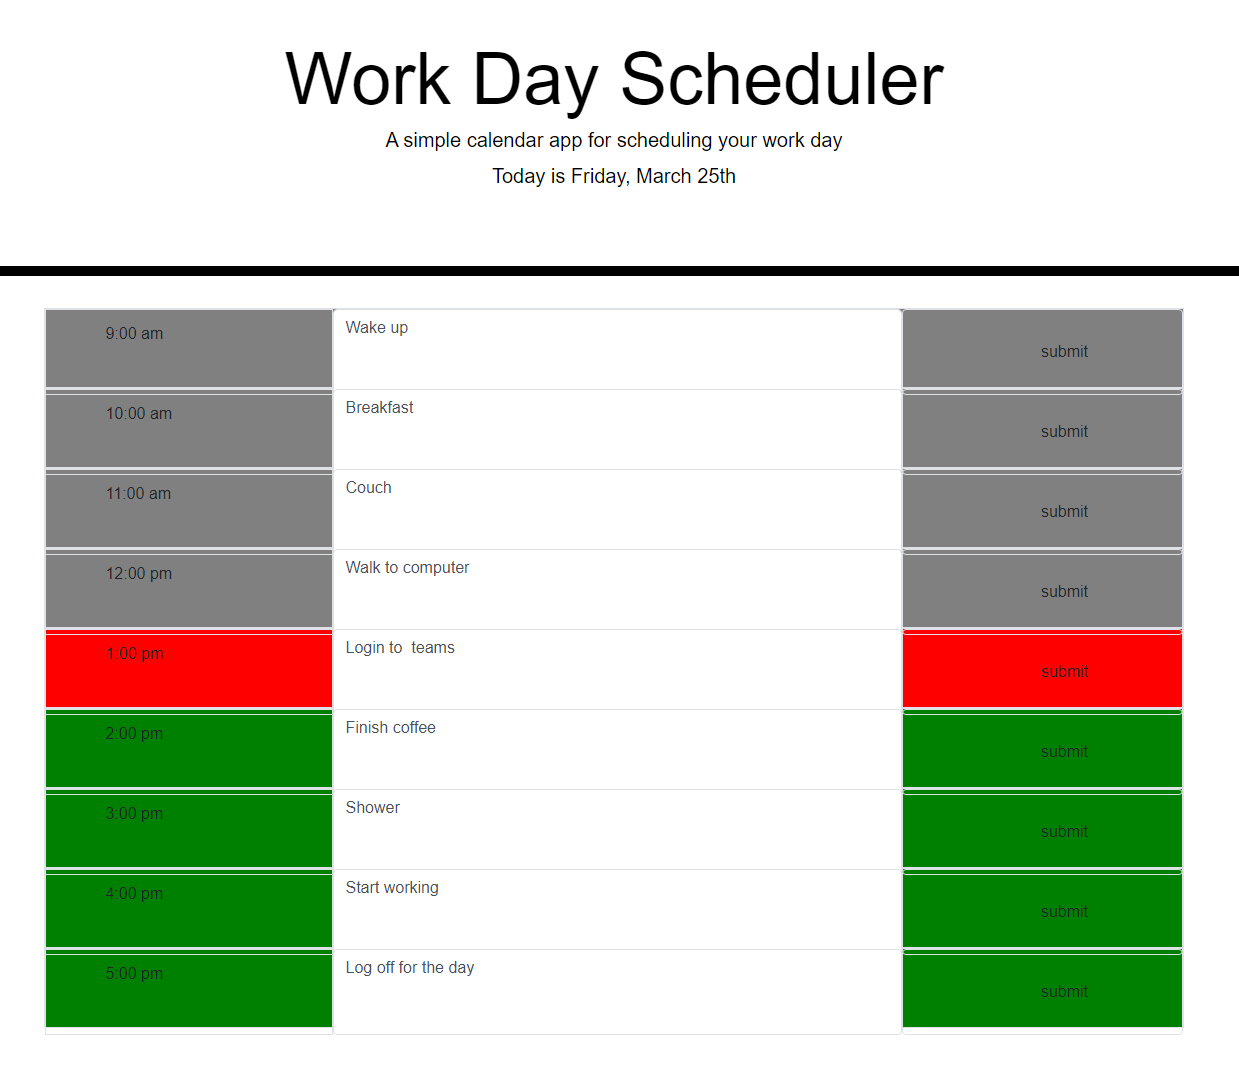 Work Day Scheduler
A simple calendar app for scheduling your work day
Today is Friday, March 25th
9:00 am Wake up submit
10:00 am Breakfast submit
11:00 am Couch submit
12:00 pm Walk to computer submit
1:00 pm Login to  teams submit
2:00 pm Finish coffee submit
3:00 pm Shower submit
4:00 pm Start working submit
5:00 pm Log off for the day submit